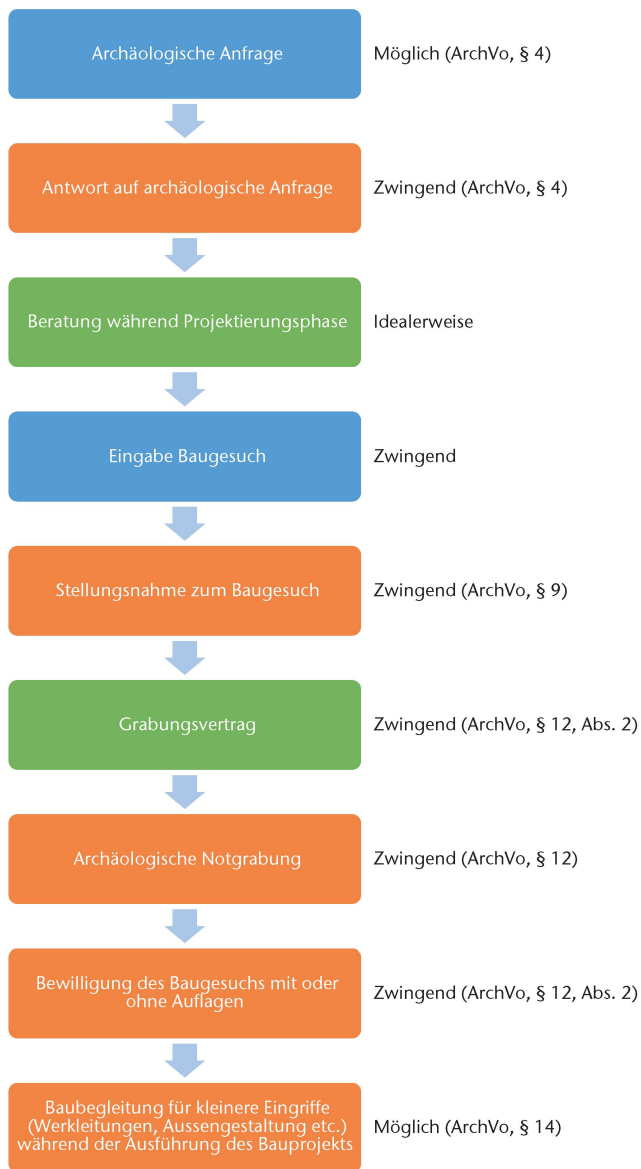 Archäologische Anfrage
Möglich (ArchVo, § 4)
Antwort auf archäologische Anfrage
Zwingend (ArchVo, § 4)
Beratung während Projektierungsphase
Idealerweise
Eingabe Baugesuch
Zwingend
Stellungsnahme zum Baugesuch
Zwingend (ArchVo, § 9)
Grabungsvertrag
Zwingend (ArchVo, § 12, Abs. 2)
Archäologische Notgrabung
Zwingend (ArchVo, § 12)
Bewilligung des Baugesuchs mit oder
ohne Auflagen
Zwingend (ArchVo, § 12, Abs. 2)
Baubegleitung für kleinere Eingriffe
(Werkleitungen, Aussengestaltung etc.)
während der Ausführung des Bauprojekts
Möglich (ArchVo, § 14)